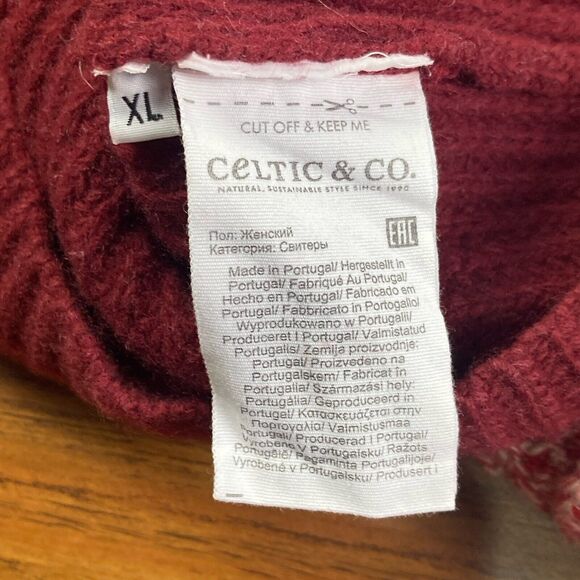 XL
CUT OFF & KEEP ME
CeLTIC & CO.
NATURAL, SUSTAINABLE STYLE SINCE 1990
Пол: Женский
Категория: Свитеры
EAC
Made in Portugal/ Hergestellt in
Portugal/ Fabriqué Au Portugal/
Hecho en Portugal/ Fabricado em
Portugal/ Fabbricato in Portogallo/
Wyprodukowano w Portugalii/
Produceret I Portugal/ Valmistatud
Portugalis/ Zemlja proizvodnje:
Portugal/ Proizvedeno na
Portugalskem/ Fabricat în
Portugalia/ Származási hely:
Portugália/ Geproduceerd in
Portugal/ Κατασκευάζεται στην
Πορτογαλία/ Valmistusmaa
Portugali/ Producerad I Portugal/
Vyrobené V Portugalsku/ Ražots
Portugālē/ Pagaminta Portugalijoje/
Vyrobené v Portugalsku/ Produsert i